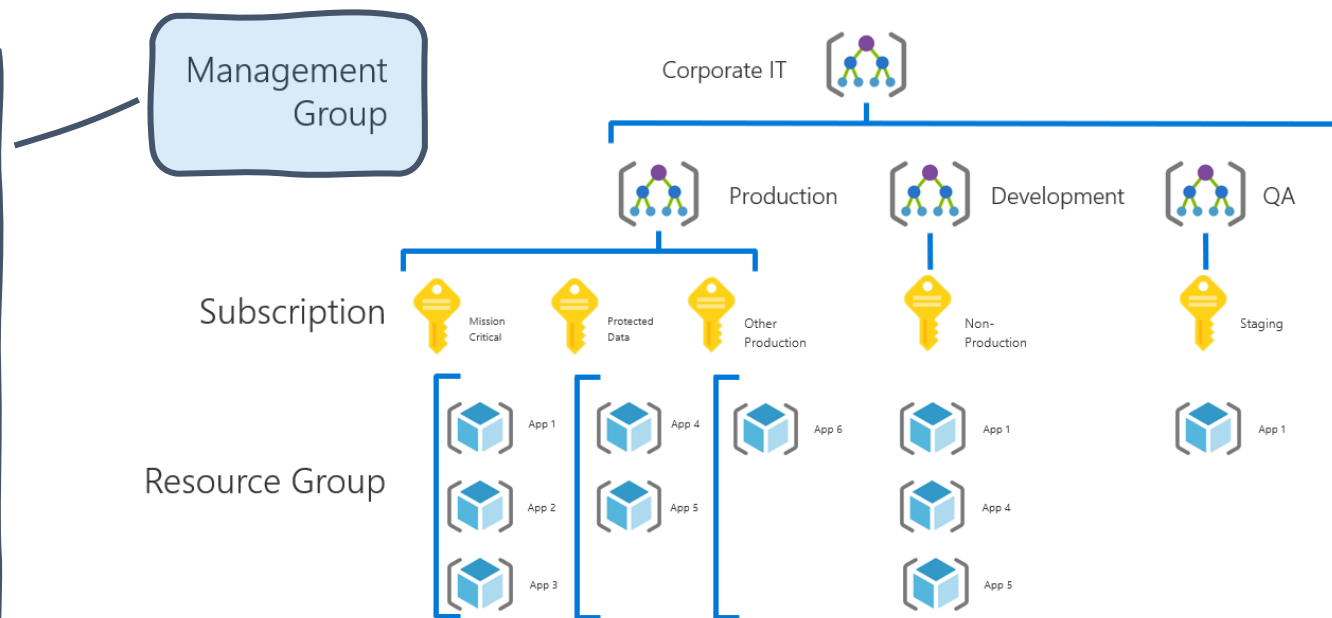 Management
Group
Corporate IT
Production
Development
QA
Subscription
Mission
Critical
Protected
Data
Other
Production
Non-
Production
Staging
Resource Group
App 1
App 4
App 6
App 1
App 1
App 2
App 5
App 4
App 3
App 5